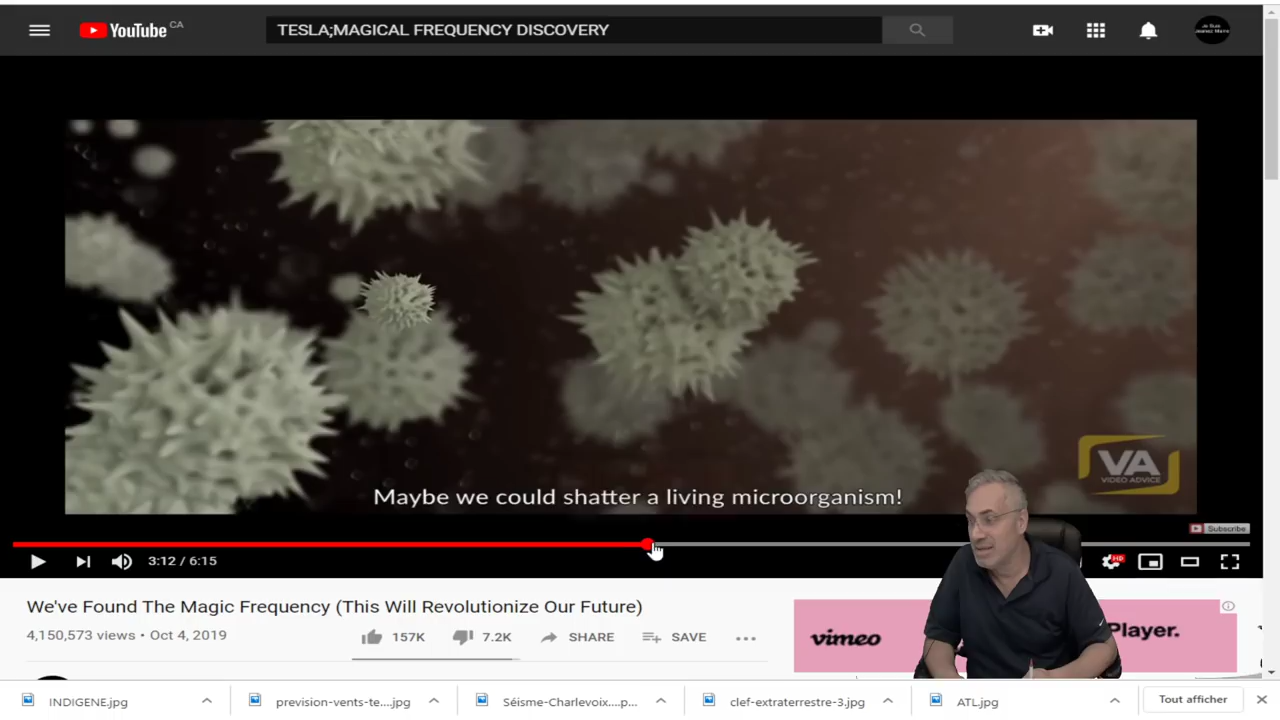 YouTube CA
TESLA;MAGICAL FREQUENCY DISCOVERY
VA
VIDEO ADVICE
Maybe we could shatter a living microorganism!
Subscribe
3:12 / 6:15
HD
We've Found The Magic Frequency (This Will Revolutionize Our Future)
4,150,573 views • Oct 4, 2019
157K
7.2K
SHARE
SAVE
vimeo
Player.
INDIGENE.jpg
prevision-vents-te....jpg
Séisme-Charlevoix....p...
clef-extraterrestre-3.jpg
ATL.jpg
Tout afficher